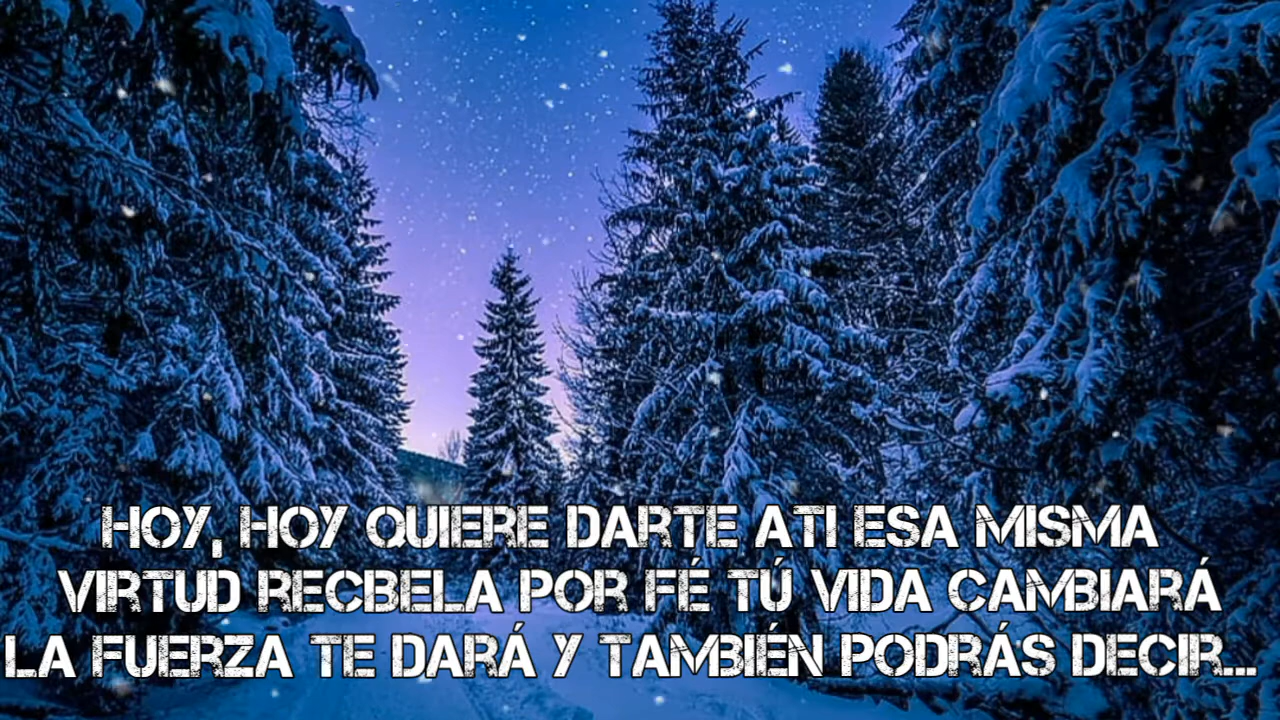 HOY, HOY QUIERE DARTE ATI ESA MISMA
VIRTUD RECBELA POR FÉ TÚ VIDA CAMBIARÁ
LA FUERZA TE DARÁ Y TAMBIÉN PODRÁS DECIR...